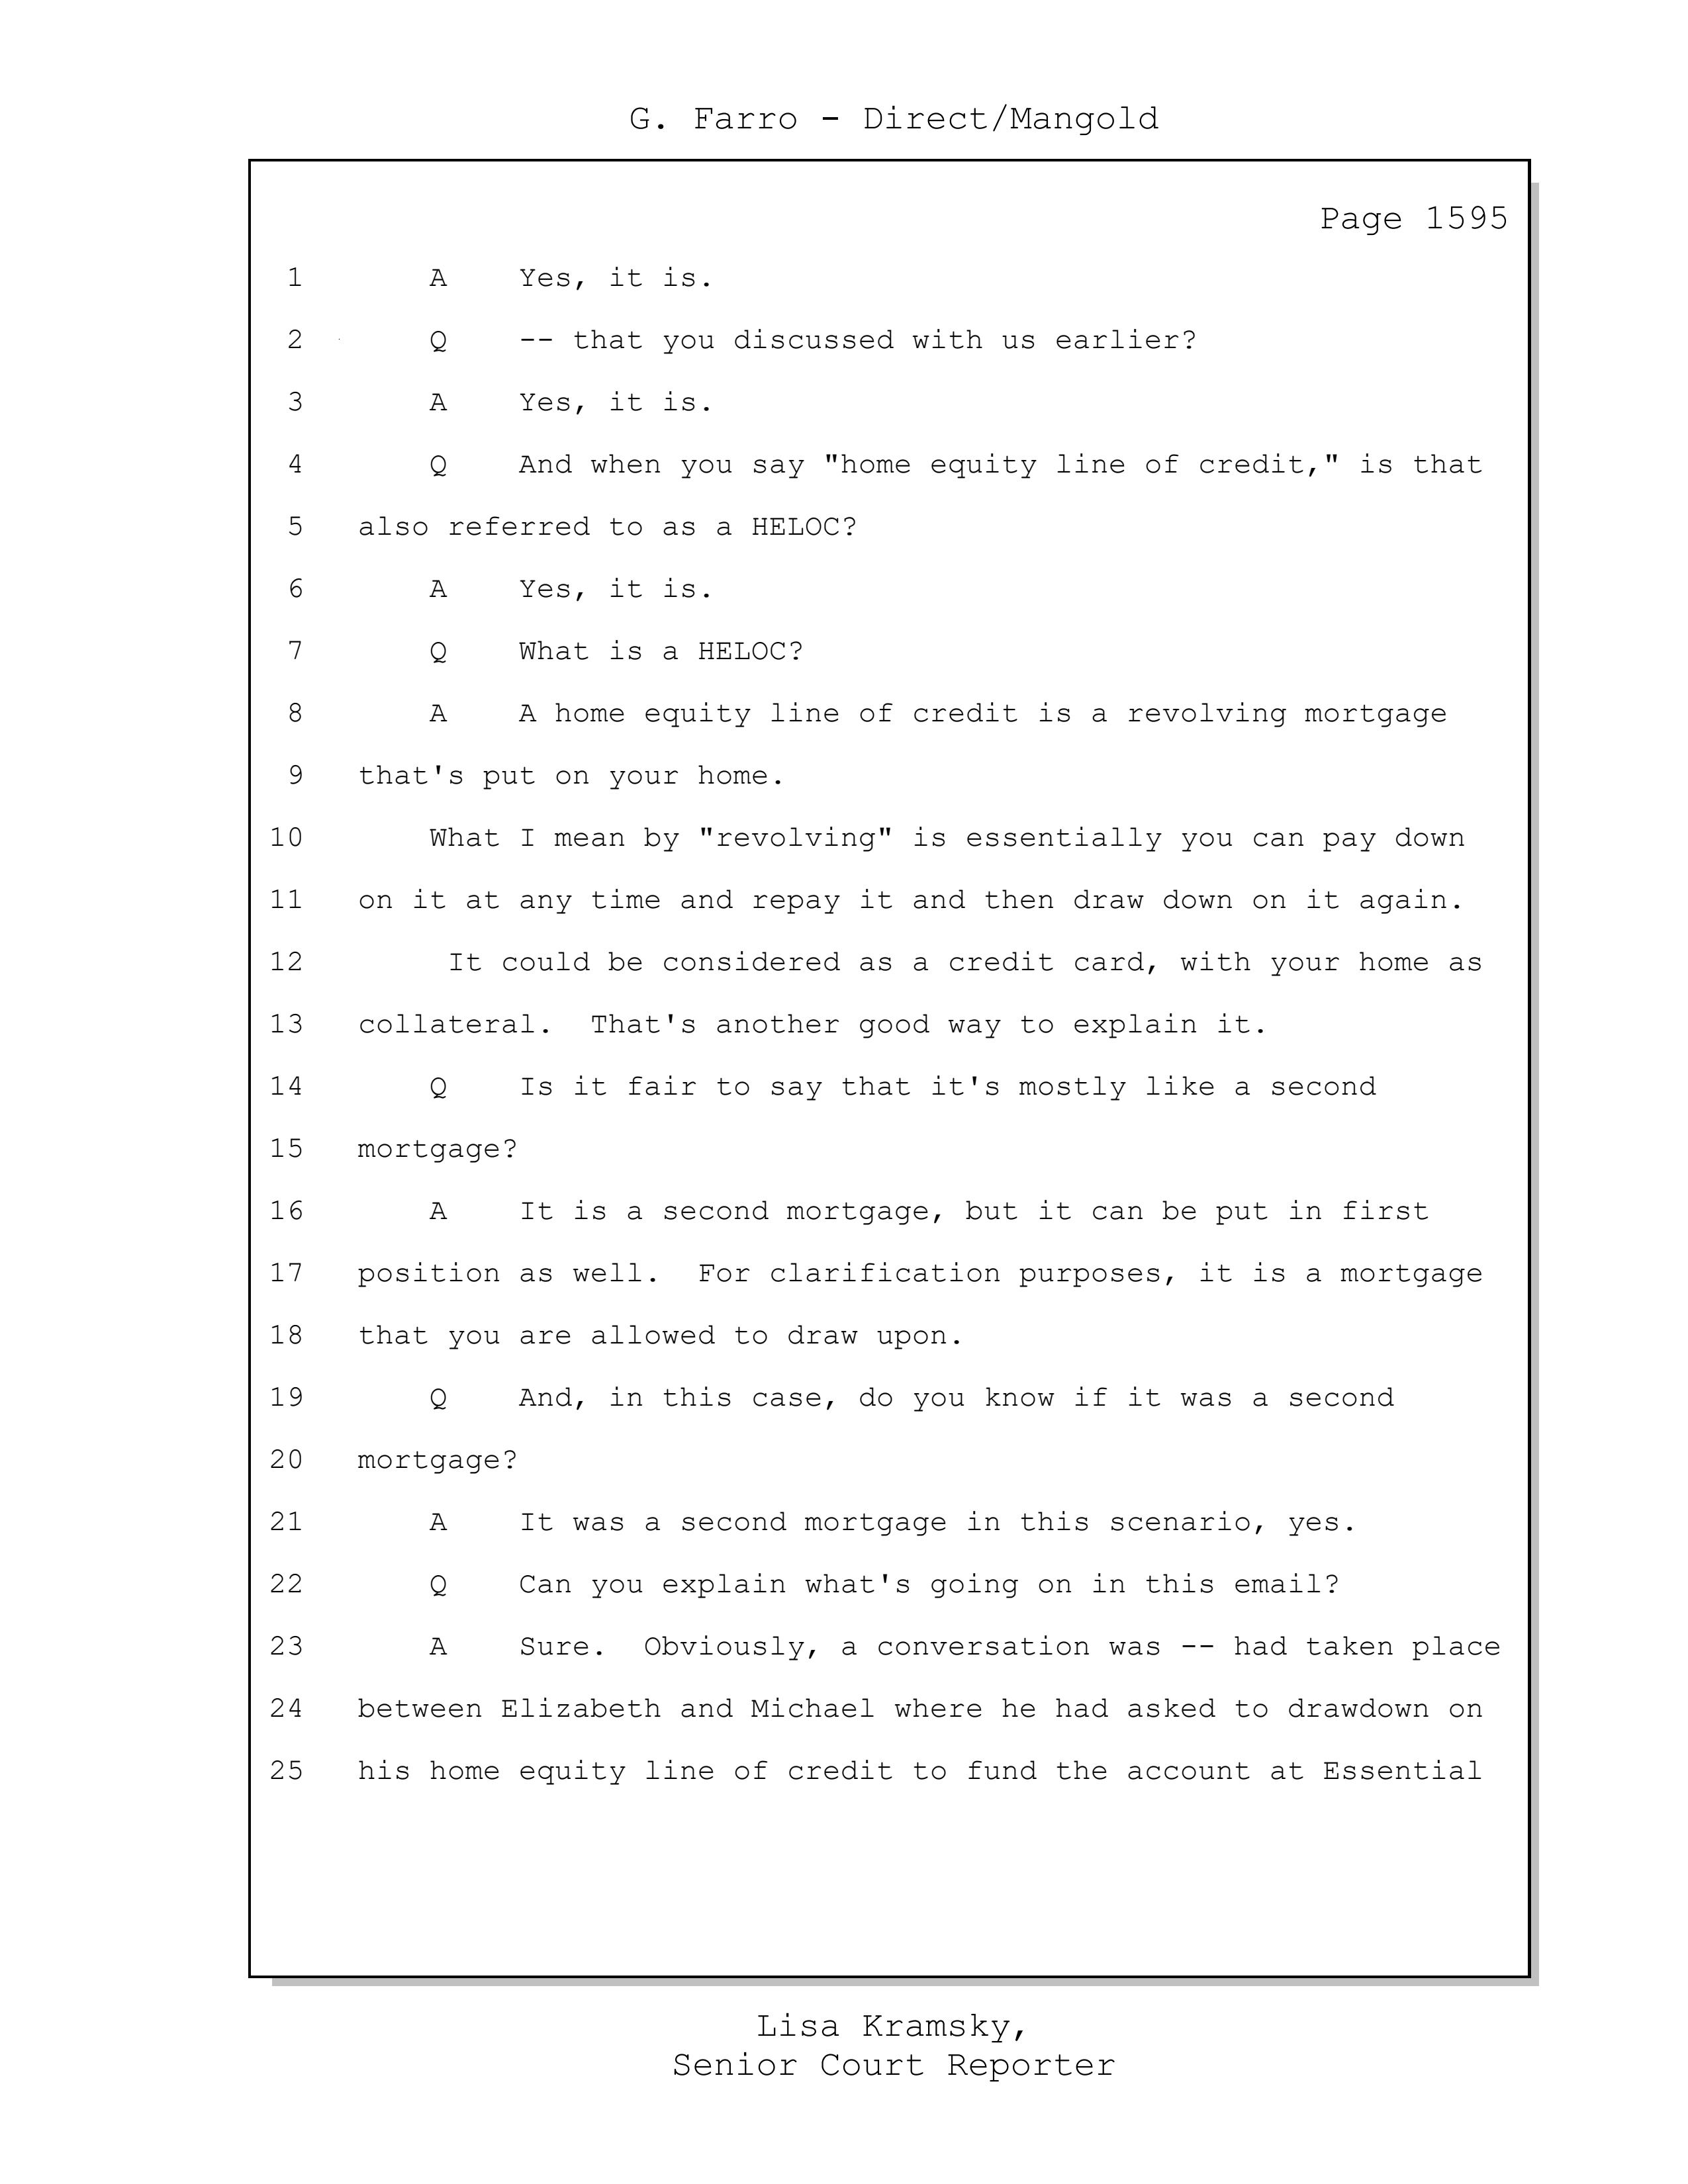 G. Farro - Direct/Mangold
Page 1595
1 A Yes, it is.
2 Q -- that you discussed with us earlier?
3 A Yes, it is.
4 Q And when you say "home equity line of credit," is that
5 also referred to as a HELOC?
6 A Yes, it is.
7 Q What is a HELOC?
8 A A home equity line of credit is a revolving mortgage
9 that's put on your home.
10 What I mean by "revolving" is essentially you can pay down
11 on it at any time and repay it and then draw down on it again.
12 It could be considered as a credit card, with your home as
13 collateral. That's another good way to explain it.
14 Q Is it fair to say that it's mostly like a second
15 mortgage?
16 A It is a second mortgage, but it can be put in first
17 position as well. For clarification purposes, it is a mortgage
18 that you are allowed to draw upon.
19 Q And, in this case, do you know if it was a second
20 mortgage?
21 A It was a second mortgage in this scenario, yes.
22 Q Can you explain what's going on in this email?
23 A Sure. Obviously, a conversation was -- had taken place
24 between Elizabeth and Michael where he had asked to drawdown on
25 his home equity line of credit to fund the account at Essential
Lisa Kramsky,
Senior Court Reporter